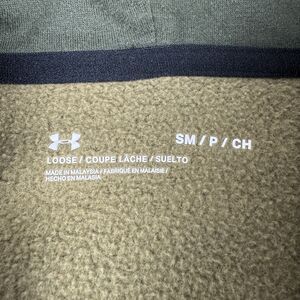 SM / P / CH
LOOSE / COUPE LÂCHE / SUELTO
MADE IN MALAYSIA / FABRIQUÉ EN MALAISIE /
HECHO EN MALASIA